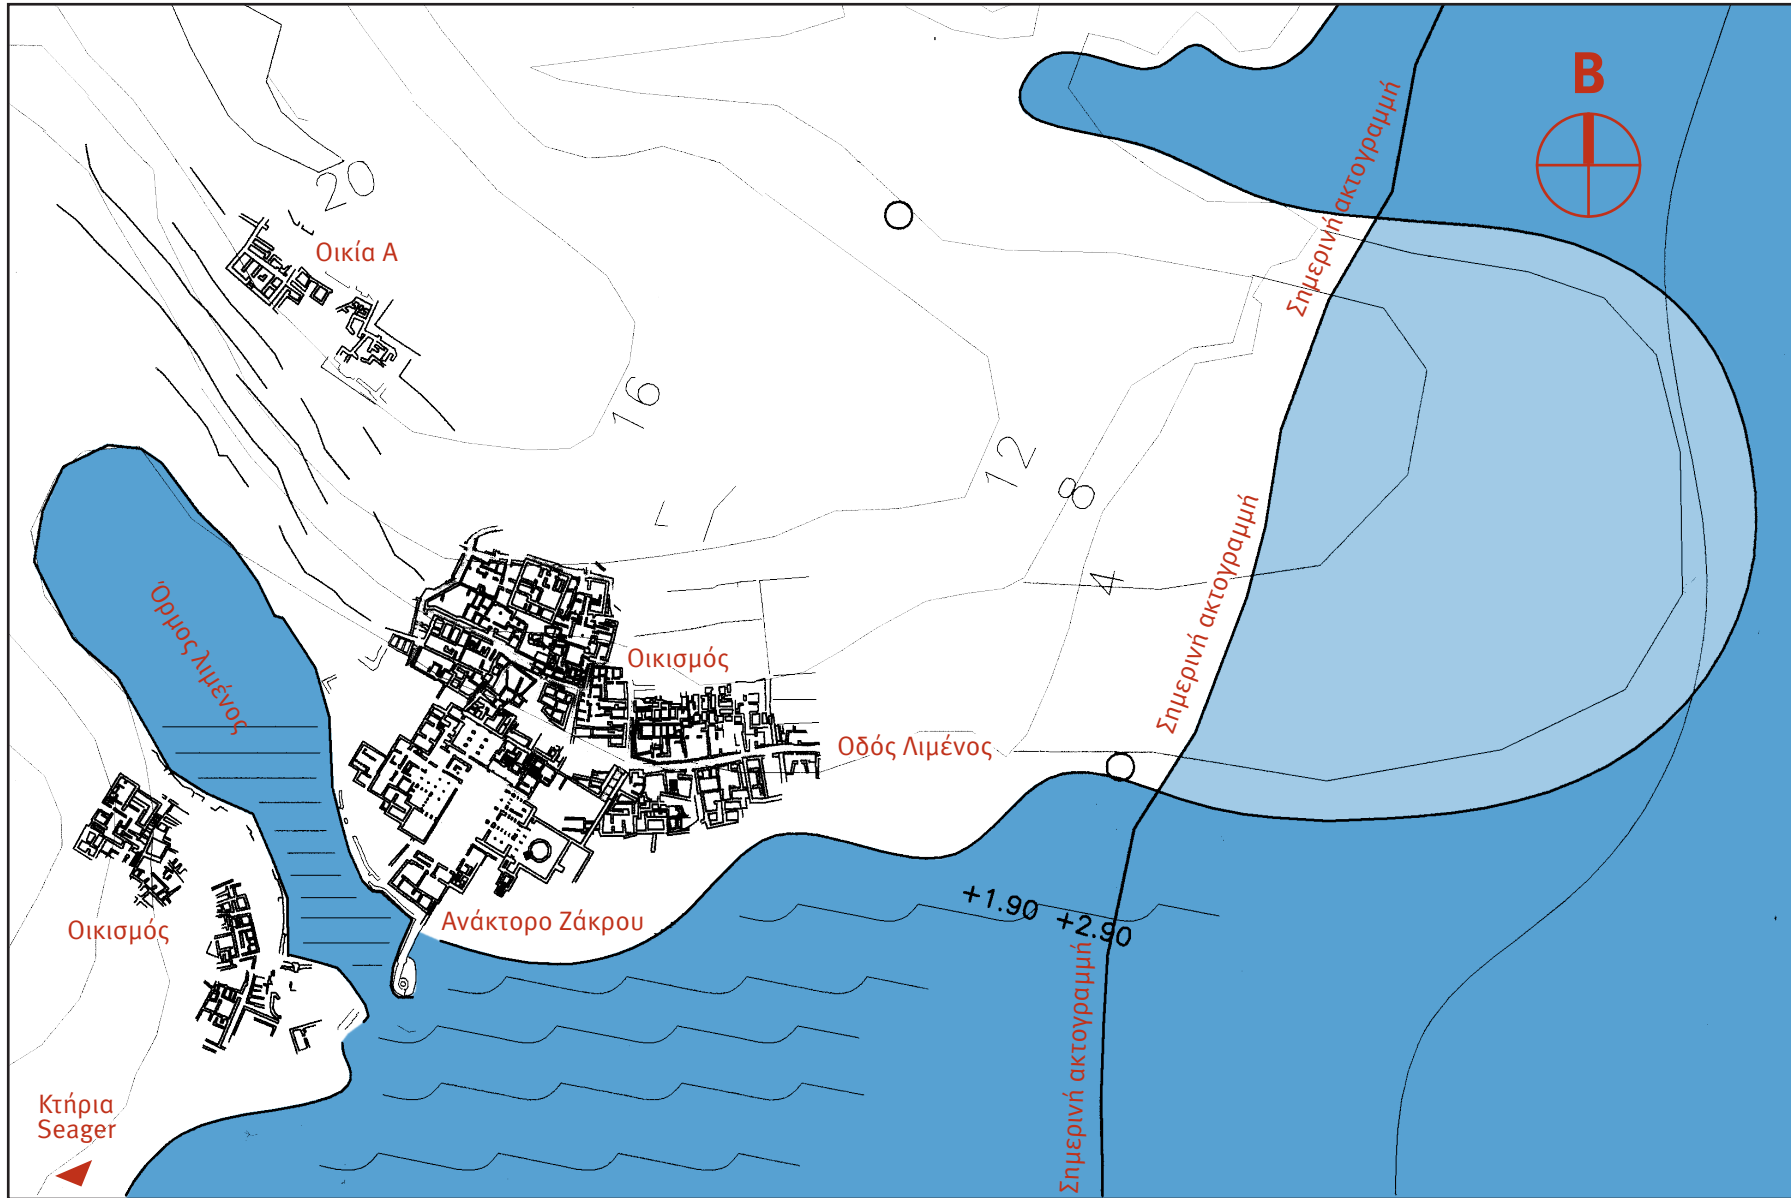 Β
Σημερινή ακτογραμμή
20
Οικία Α
16
12
8
4
Σημερινή ακτογραμμή
Όρμος λιμένος
Οικισμός
Οδός Λιμένος
Ανάκτορο Ζάκρου
Οικισμός
+1.90 +2.90
Σημερινή ακτογραμμή
Κτήρια
Seager